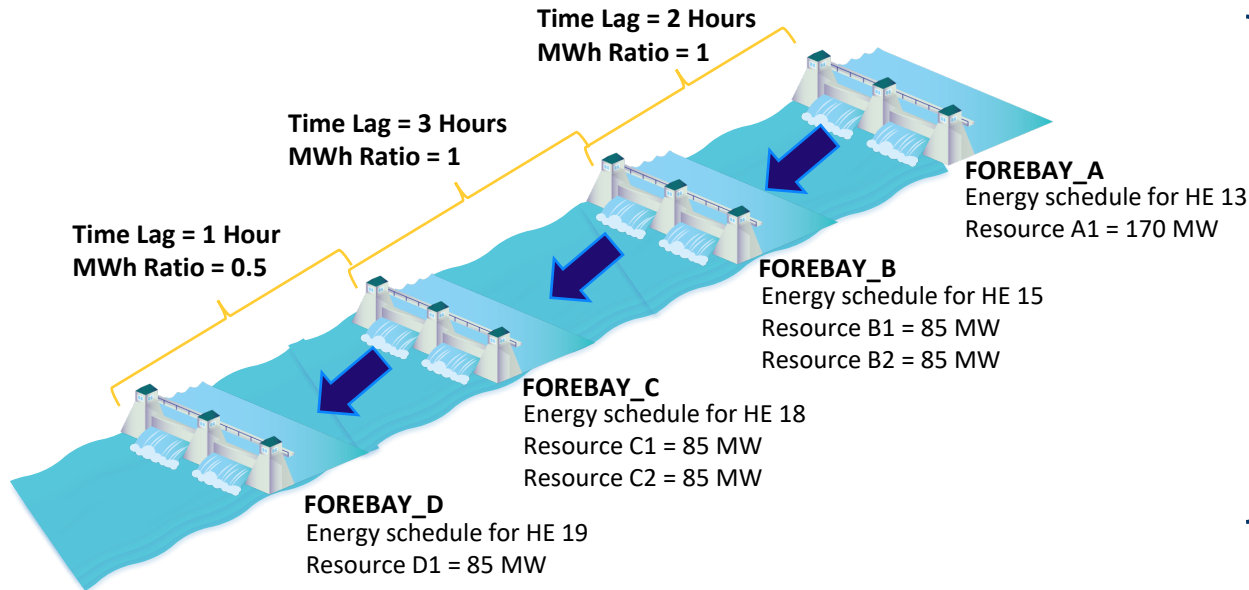 Time Lag = 2 Hours
MWh Ratio = 1
Time Lag = 3 Hours
MWh Ratio = 1
Time Lag = 1 Hour
MWh Ratio = 0.5
FOREBAY_A
Energy schedule for HE 13
Resource A1 = 170 MW
FOREBAY_B
Energy schedule for HE 15
Resource B1 = 85 MW
Resource B2 = 85 MW
FOREBAY_C
Energy schedule for HE 18
Resource C1 = 85 MW
Resource C2 = 85 MW
FOREBAY_D
Energy schedule for HE 19
Resource D1 = 85 MW